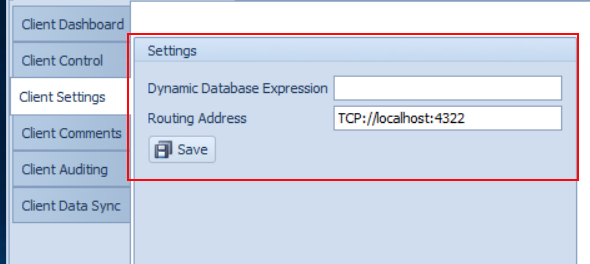 Client Dashboard
Client Control
Client Settings
Client Comments
Client Auditing
Client Data Sync
Settings
Dynamic Database Expression
Routing Address TCP://localhost:4322
Save